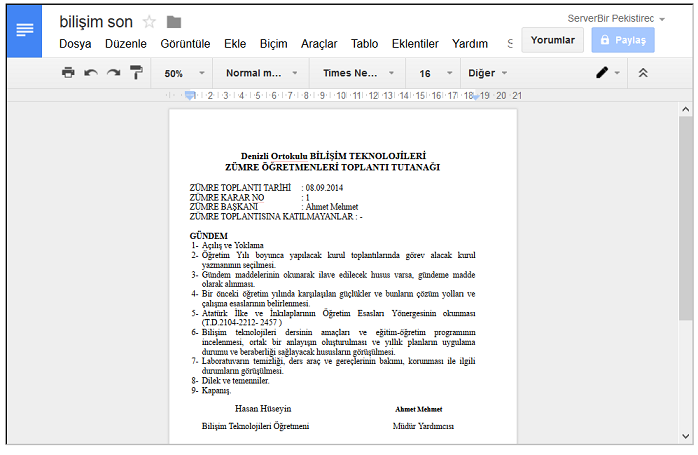 bilişim son
ServerBir Pekistirec
Dosya Düzenle Görüntüle Ekle Biçim Araçlar Tablo Eklentiler Yardım S
Yorumlar
Paylaş
50% Normal m... Times Ne... 16 Diğer
1 2 3 4 5 6 7 8 9 10 11 12 13 14 15 16 17 18 19 20 21
Denizli Ortokulu BİLİŞİM TEKNOLOJİLERİ
ZÜMRE ÖĞRETMENLERİ TOPLANTI TUTANAĞI
ZÜMRE TOPLANTI TARİHİ : 08.09.2014
ZÜMRE KARAR NO : 1
ZÜMRE BAŞKANI : Ahmet Mehmet
ZÜMRE TOPLANTISINA KATILMAYANLAR : -
GÜNDEM
1- Açılış ve Yoklama
2- Öğretim Yılı boyunca yapılacak kurul toplantılarında görev alacak kurul
yazmanının seçilmesi.
3- Gündem maddelerinin okunarak ilave edilecek husus varsa, gündeme madde
olarak alınması.
4- Bir önceki öğretim yılında karşılaşılan güçlükler ve bunların çözüm yolları ve
çalışma esaslarının belirlenmesi.
5- Atatürk İlke ve İnkılaplarının Öğretim Esasları Yönergesinin okunması
(T.D.2104-2212- 2457 )
6- Bilişim teknolojileri dersinin amaçları ve eğitim-öğretim programının
incelenmesi, ortak bir anlayışın oluşturulması ve yıllık planların uygulama
durumu ve beraberliği sağlayacak hususların görüşülmesi.
7- Laboratuvarın temizliği, ders araç ve gereçlerinin bakımı, korunması ile ilgili
durumların görüşülmesi.
8- Dilek ve temenniler.
9- Kapanış.
Hasan Hüseyin Ahmet Mehmet
Bilişim Teknolojileri Öğretmeni Müdür Yardımcısı